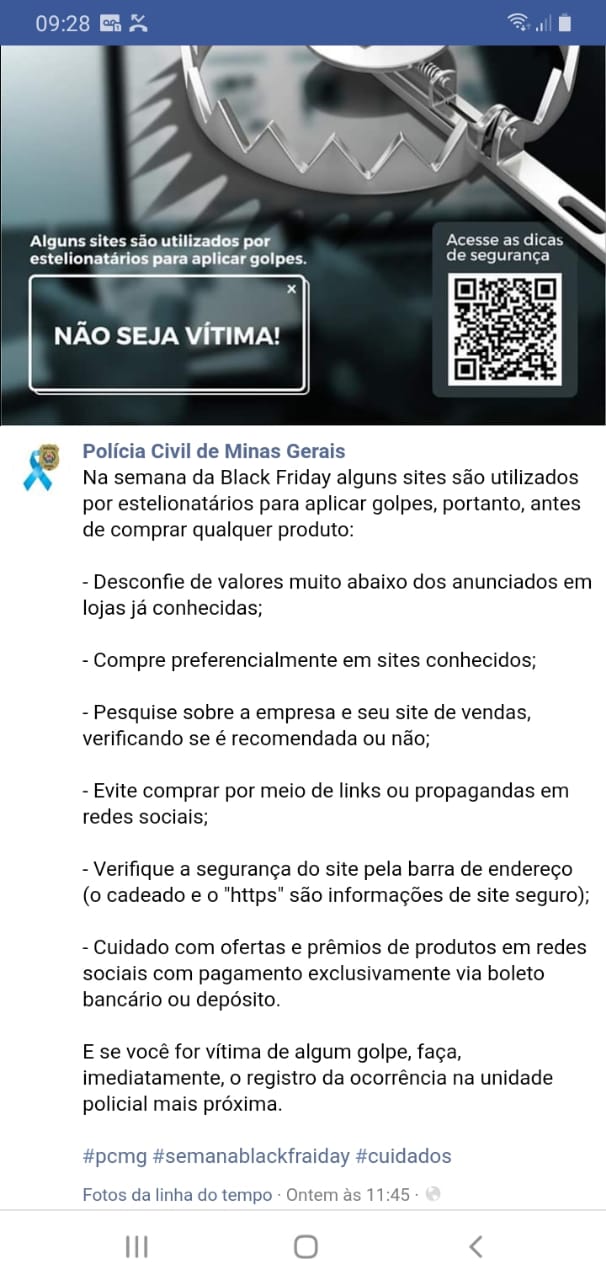 09:28
Alguns sites são utilizados por
estelionatários para aplicar golpes.
x
NÃO SEJA VÍTIMA!
Acesse as dicas
de segurança
Polícia Civil de Minas Gerais
Na semana da Black Friday alguns sites são utilizados
por estelionatários para aplicar golpes, portanto, antes
de comprar qualquer produto:
- Desconfie de valores muito abaixo dos anunciados em
lojas já conhecidas;
- Compre preferencialmente em sites conhecidos;
- Pesquise sobre a empresa e seu site de vendas,
verificando se é recomendada ou não;
- Evite comprar por meio de links ou propagandas em
redes sociais;
- Verifique a segurança do site pela barra de endereço
(o cadeado e o "https" são informações de site seguro);
- Cuidado com ofertas e prêmios de produtos em redes
sociais com pagamento exclusivamente via boleto
bancário ou depósito.
E se você for vítima de algum golpe, faça,
imediatamente, o registro da ocorrência na unidade
policial mais próxima.
#pcmg #semanablackfraiday #cuidados
Fotos da linha do tempo · Ontem às 11:45 ·